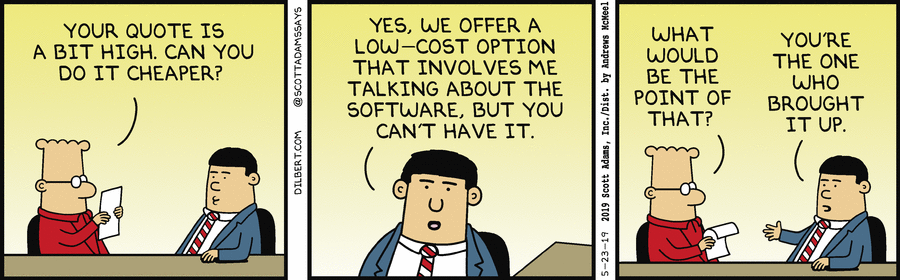 YOUR QUOTE IS
A BIT HIGH. CAN YOU
DO IT CHEAPER?
DILBERT.COM @SCOTTADAMSSAYS
YES, WE OFFER A
LOW-COST OPTION
THAT INVOLVES ME
TALKING ABOUT THE
SOFTWARE, BUT YOU
CAN'T HAVE IT.
5-23-19 2019 Scott Adams, Inc./Dist. by Andrews McMeel
WHAT
WOULD
BE THE
POINT OF
THAT?
YOU'RE
THE ONE
WHO
BROUGHT
IT UP.